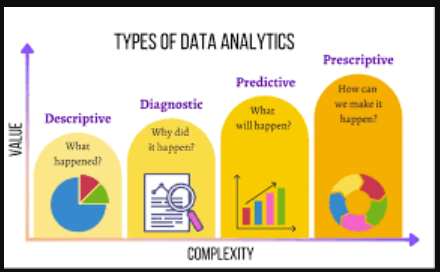 TYPES OF DATA ANALYTICS
Descriptive
What
happened?
Diagnostic
Why did
it happen?
Predictive
What
will happen?
Prescriptive
How can
we make it
happen?
VALUE
COMPLEXITY